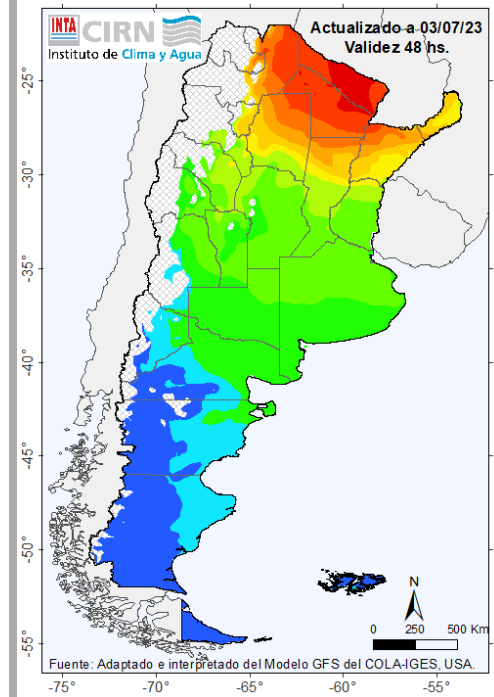 INTA CIRN
Instituto de Clima y Agua
Actualizado a 03/07/23
Validez 48 hs.
-25°
-30°
-35°
-40°
-45°
-50°
-55°
N
0 250 500 Km
Fuente: Adaptado e interpretado del Modelo GFS del COLA-IGES, USA.
-75° -70° -65° -60° -55°